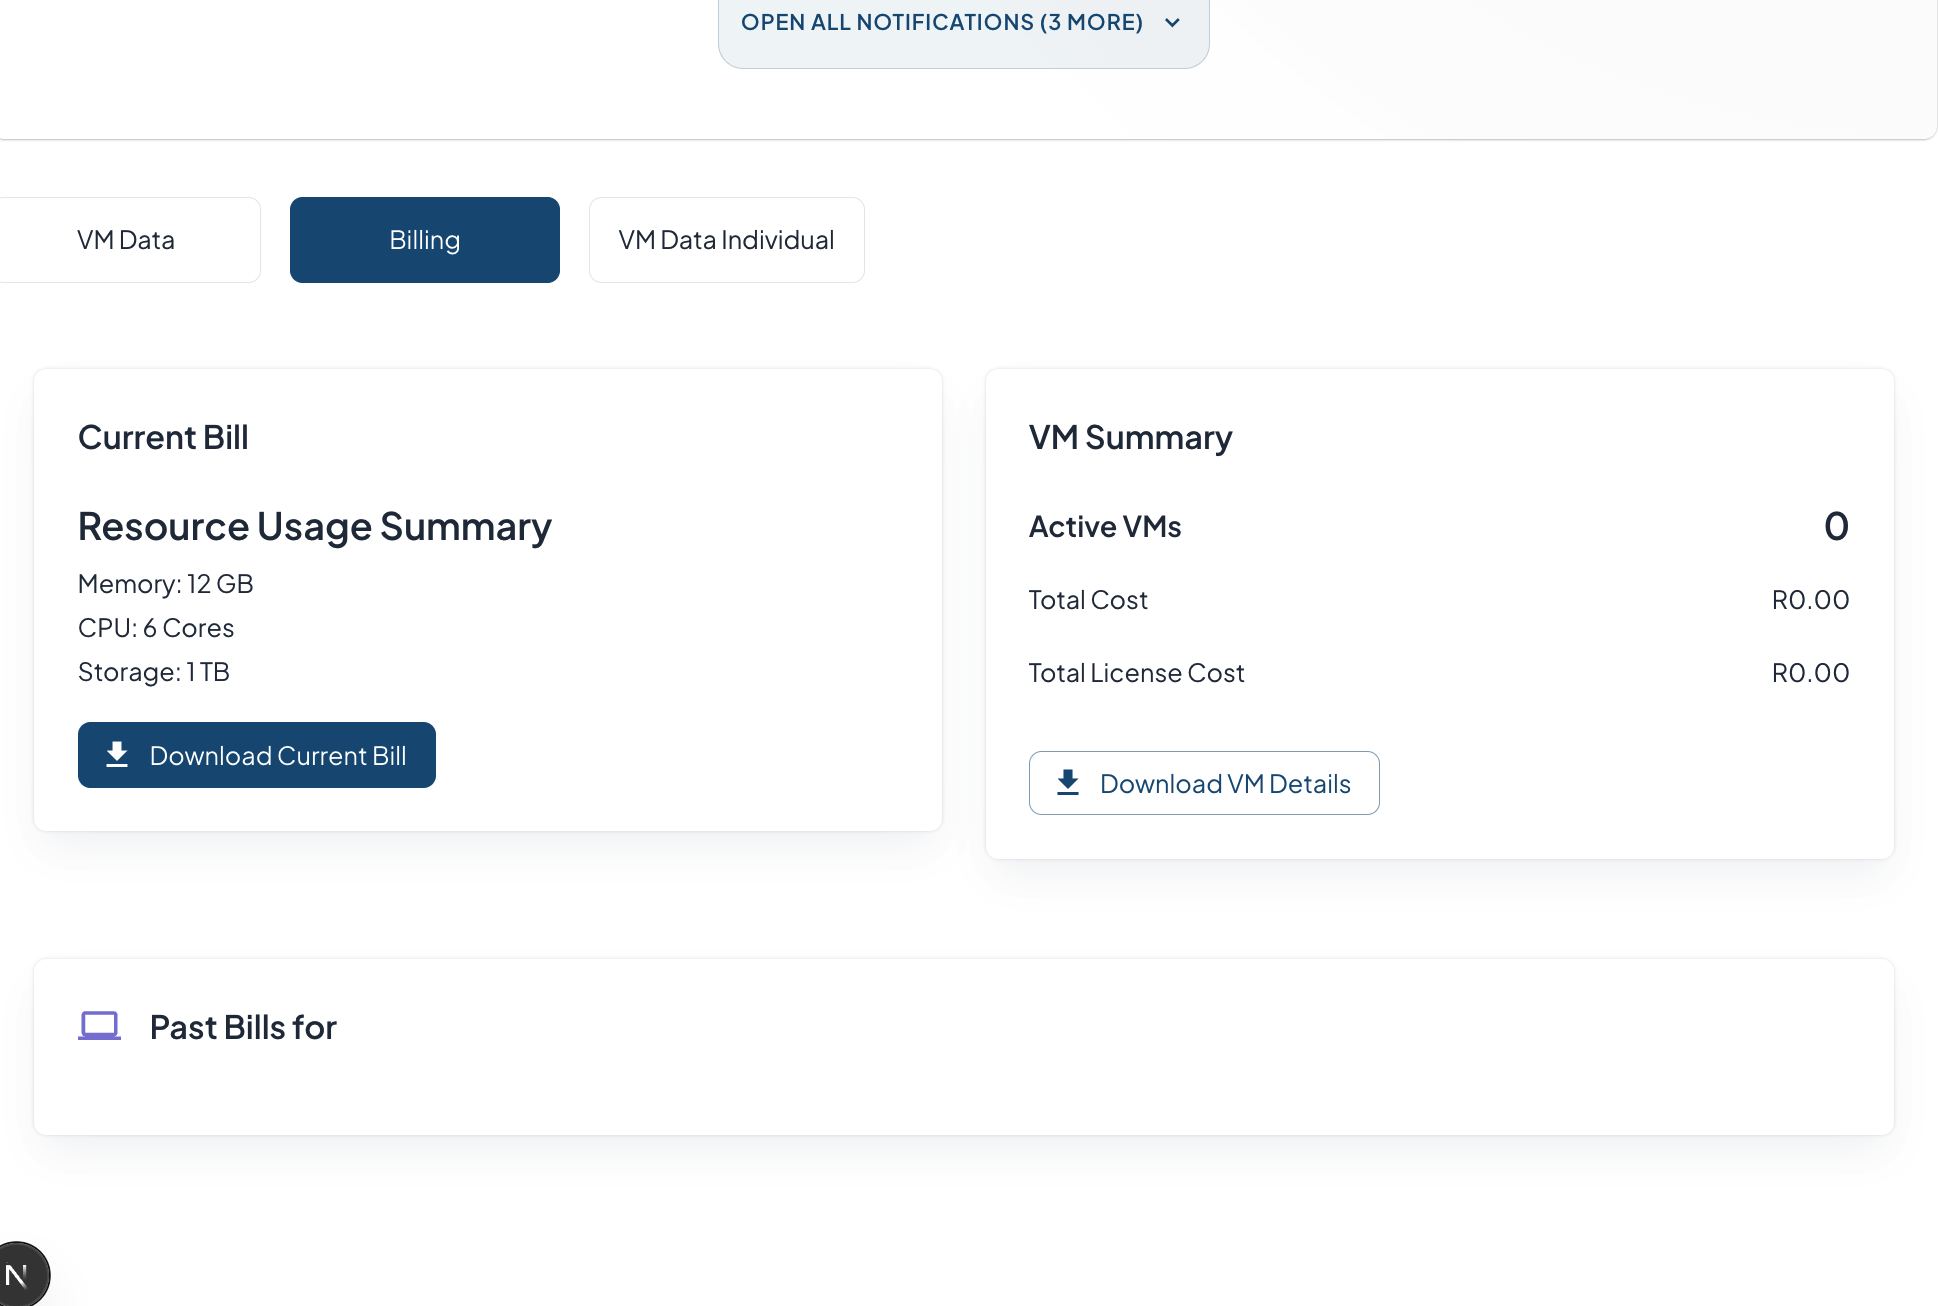 OPEN ALL NOTIFICATIONS (3 MORE)
VM Data
Billing
VM Data Individual
Current Bill
Resource Usage Summary
Memory: 12 GB
CPU: 6 Cores
Storage: 1 TB
Download Current Bill
VM Summary
Active VMs 0
Total Cost R0.00
Total License Cost R0.00
Download VM Details
Past Bills for
N